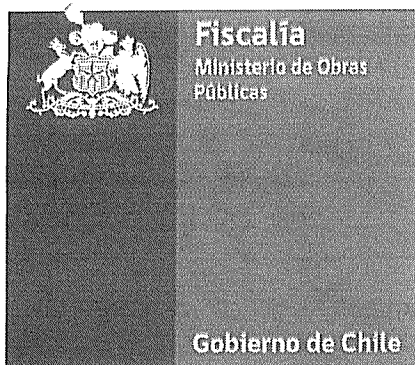 Fiscalía
Ministerio de Obras
Públicas
Gobierno de Chile